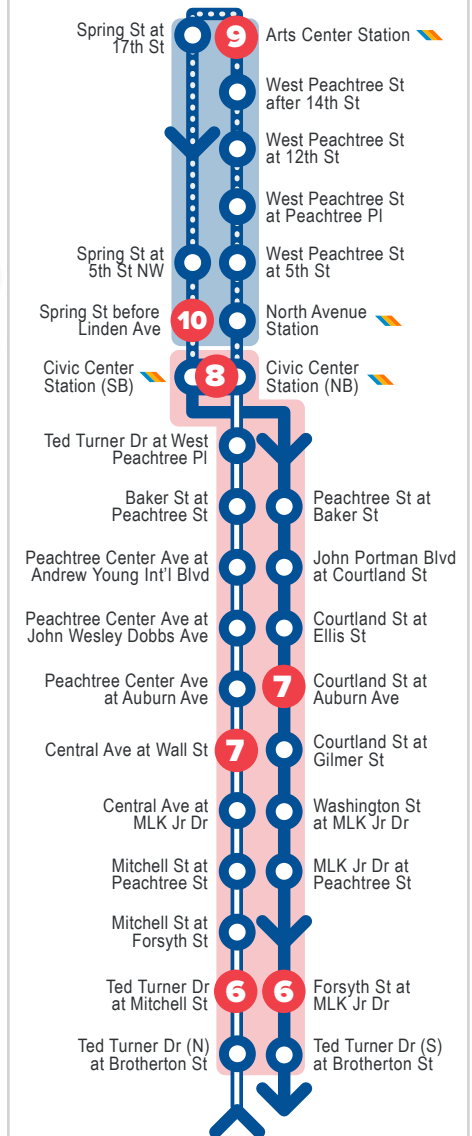 Spring St at
17th St
9
Arts Center Station
West Peachtree St
after 14th St
West Peachtree St
at 12th St
West Peachtree St
at Peachtree Pl
Spring St at
5th St NW
West Peachtree St
at 5th St
Spring St before
Linden Ave
10
North Avenue
Station
Civic Center
Station (SB)
8
Civic Center
Station (NB)
Ted Turner Dr at West
Peachtree Pl
Baker St at
Peachtree St
Peachtree St at
Baker St
Peachtree Center Ave at
Andrew Young Int'l Blvd
John Portman Blvd
at Courtland St
Peachtree Center Ave at
John Wesley Dobbs Ave
Courtland St at
Ellis St
Peachtree Center Ave
at Auburn Ave
7
Courtland St at
Auburn Ave
Central Ave at Wall St
7
Courtland St at
Gilmer St
Central Ave at
MLK Jr Dr
Washington St
at MLK Jr Dr
Mitchell St at
Peachtree St
MLK Jr Dr at
Peachtree St
Mitchell St at
Forsyth St
Ted Turner Dr
at Mitchell St
6
6
Forsyth St at
MLK Jr Dr
Ted Turner Dr (N)
at Brotherton St
Ted Turner Dr (S)
at Brotherton St